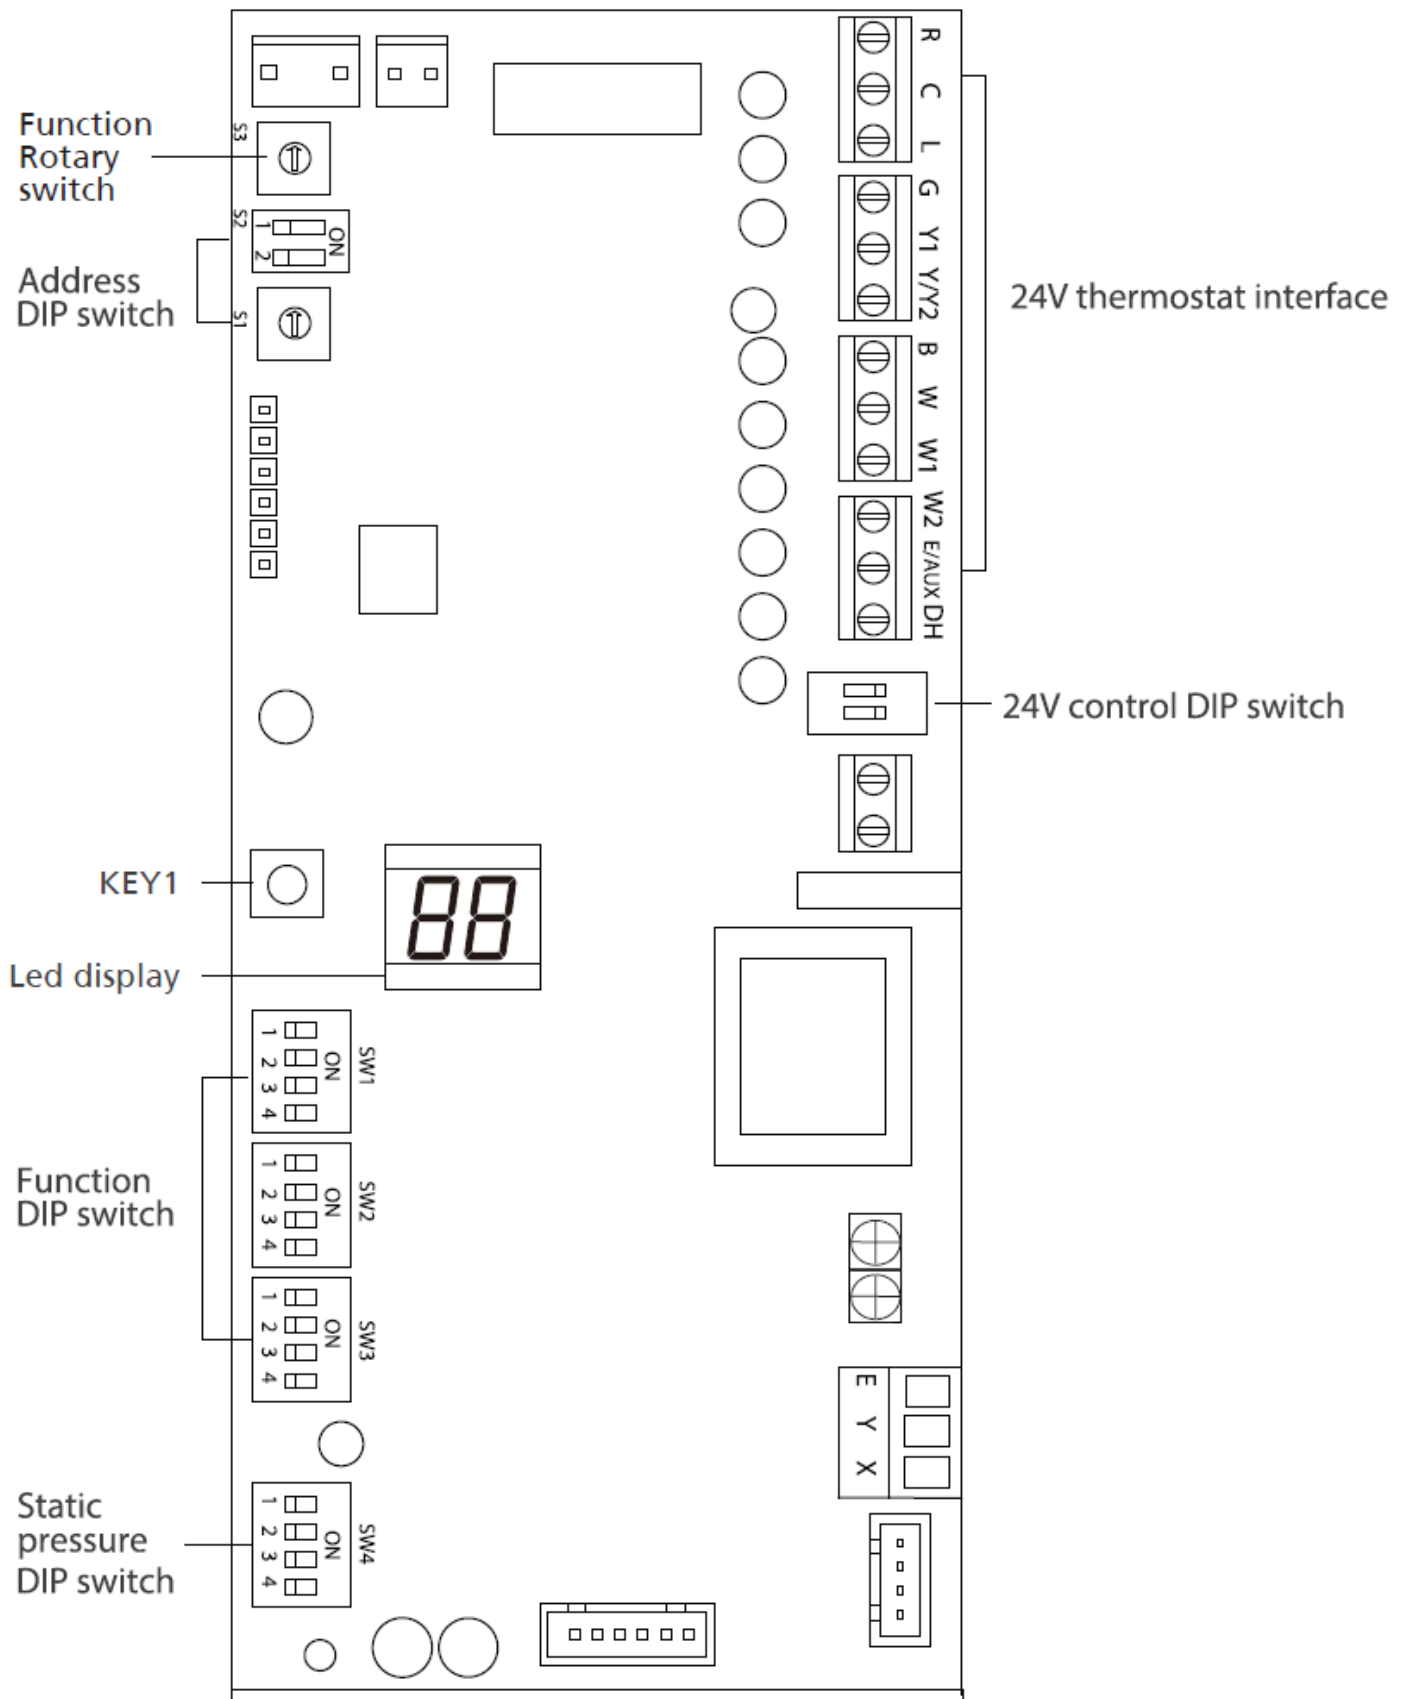 Function
Rotary
switch
S3
S2
1
2
ON
Address
DIP switch
S1
R
C
L
G
Y1
Y/Y2
B
W
W1
W2
E/AUX
DH
24V thermostat interface
24V control DIP switch
KEY1
88
Led display
1
2
3
4
ON
SW1
Function
DIP switch
1
2
3
4
ON
SW2
1
2
3
4
ON
SW3
E
Y
X
Static
pressure
DIP switch
1
2
3
4
ON
SW4